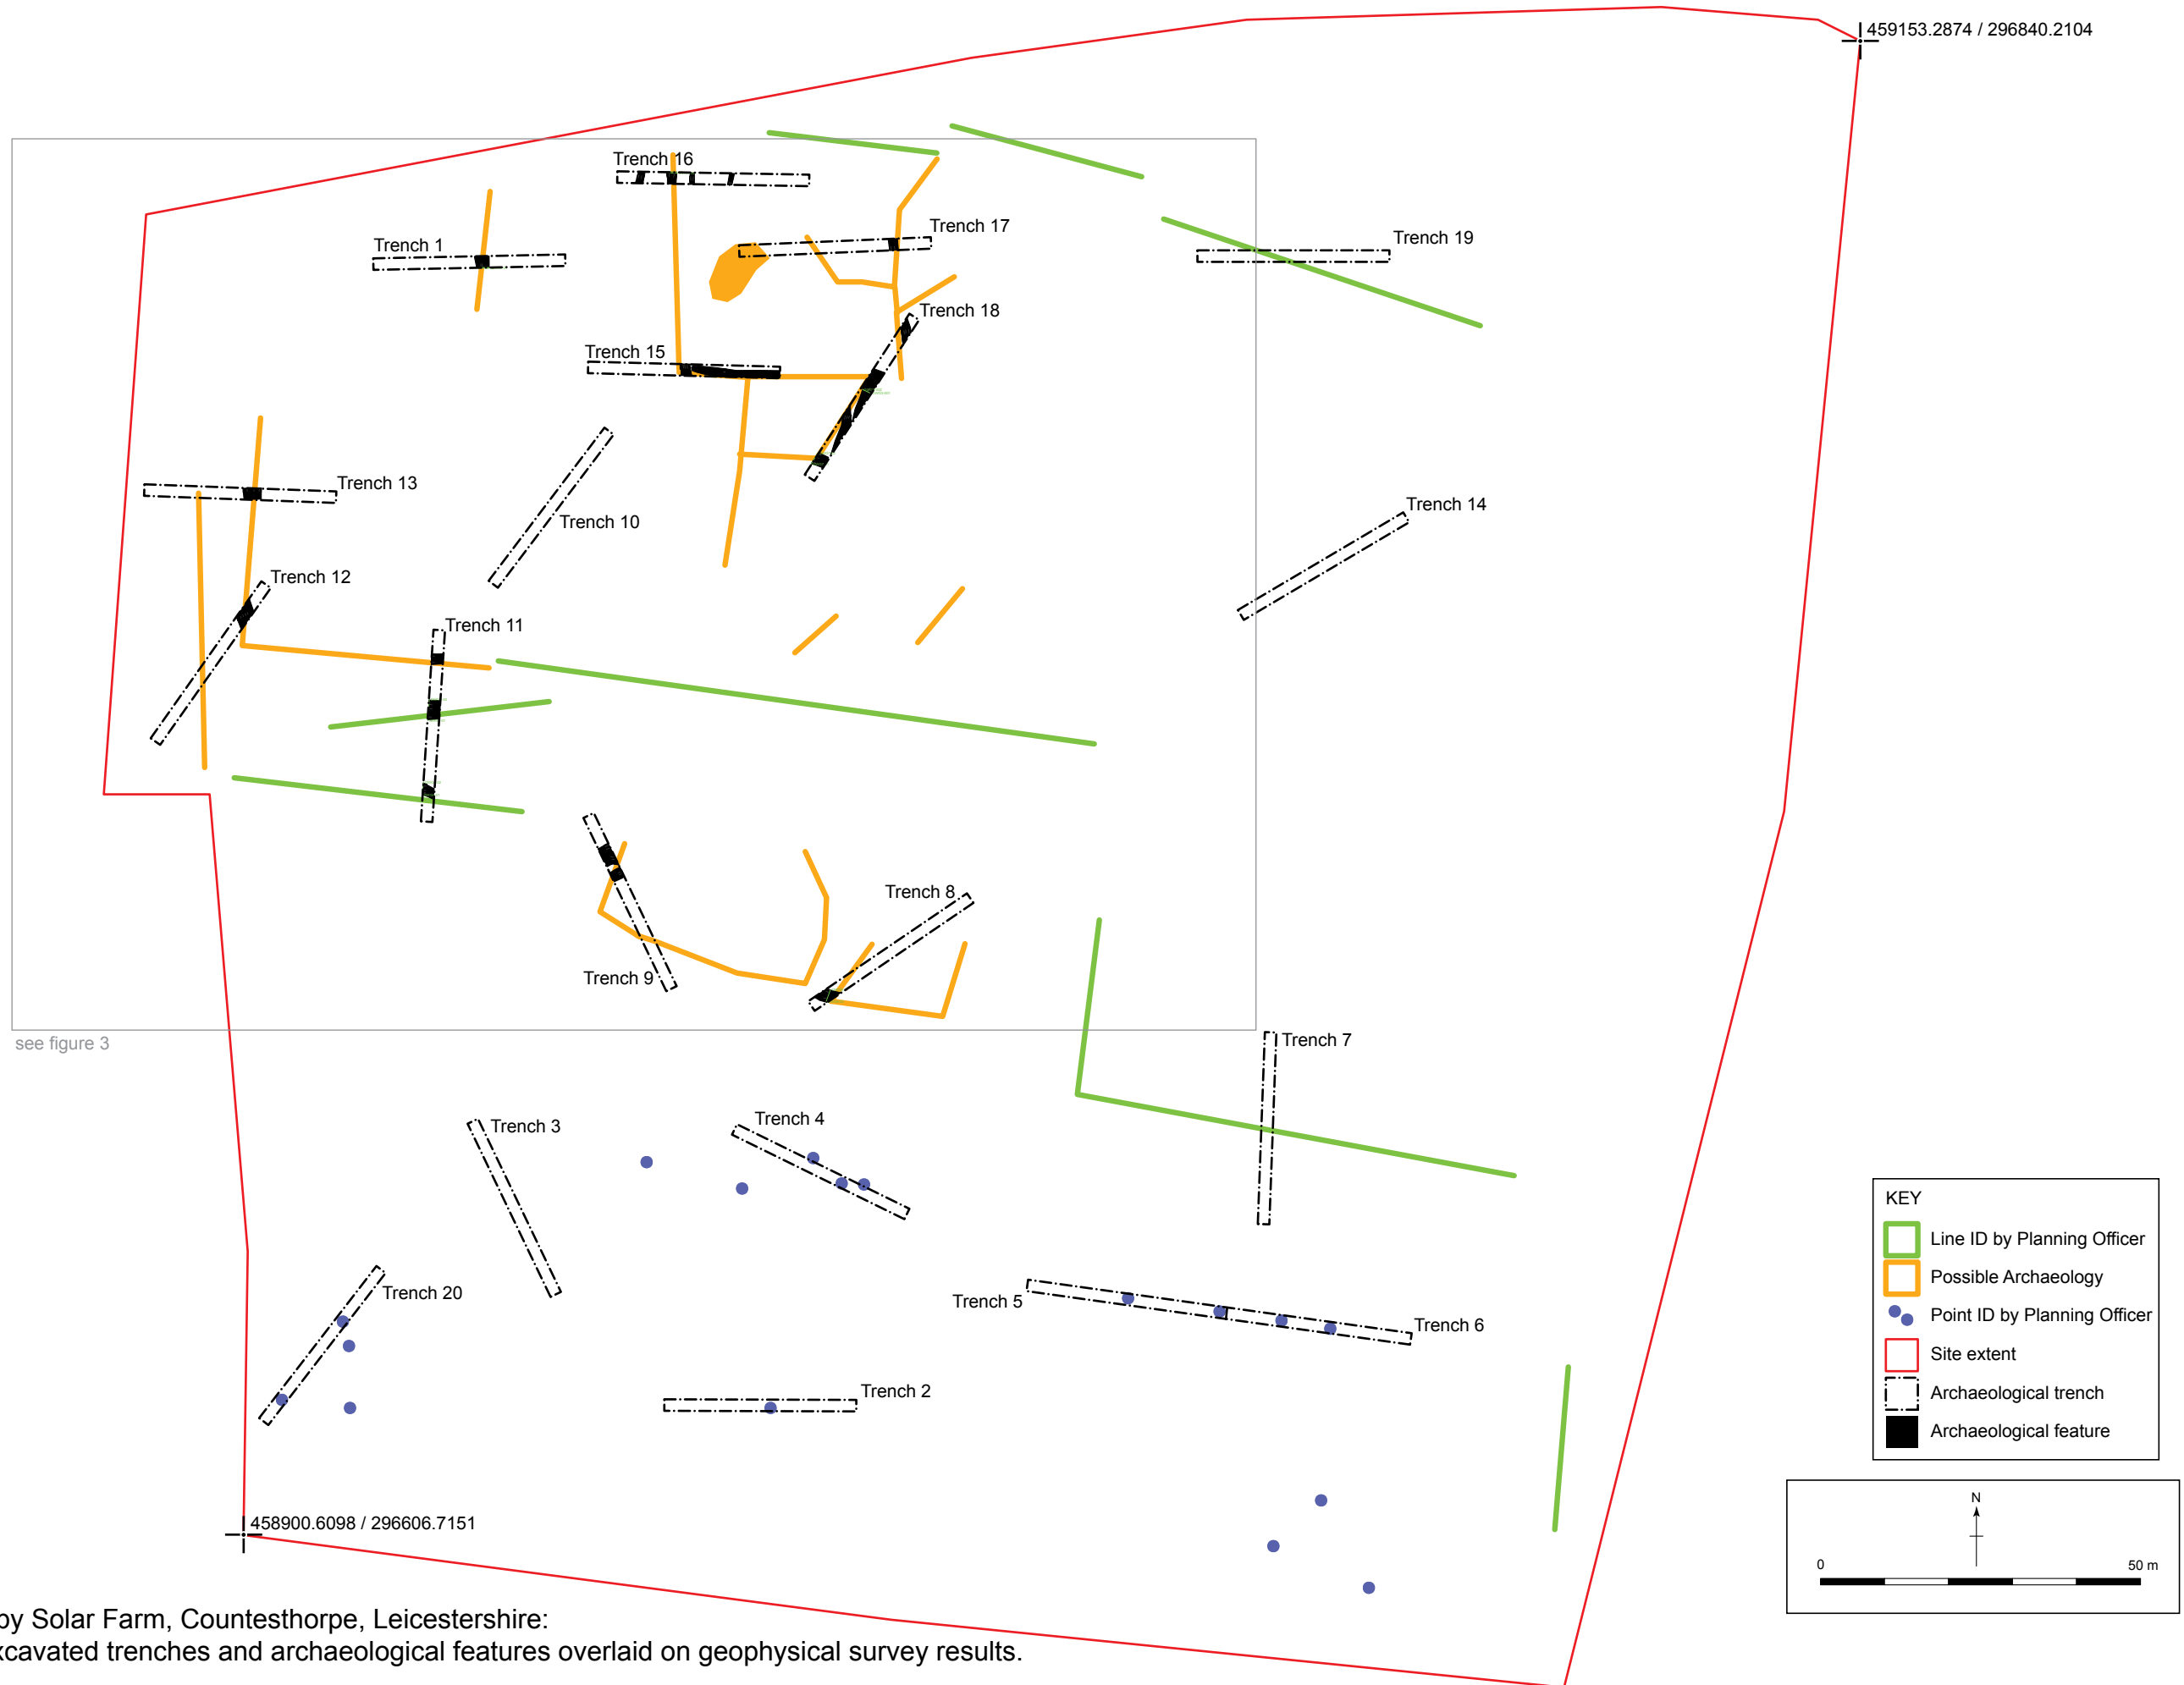 459153.2874 / 296840.2104
Trench 16
Trench 17
Trench 1
Trench 19
Trench 18
Trench 15
Trench 13
Trench 14
Trench 10
Trench 12
Trench 11
Trench 8
Trench 9
see figure 3
Trench 7
Trench 4
Trench 3
Trench 20
Trench 5
Trench 6
Trench 2
KEY
Line ID by Planning Officer
Possible Archaeology
Point ID by Planning Officer
Site extent
Archaeological trench
Archaeological feature
N
0 50 m
458900.6098 / 296606.7151
by Solar Farm, Countesthorpe, Leicestershire:
xcavated trenches and archaeological features overlaid on geophysical survey results.